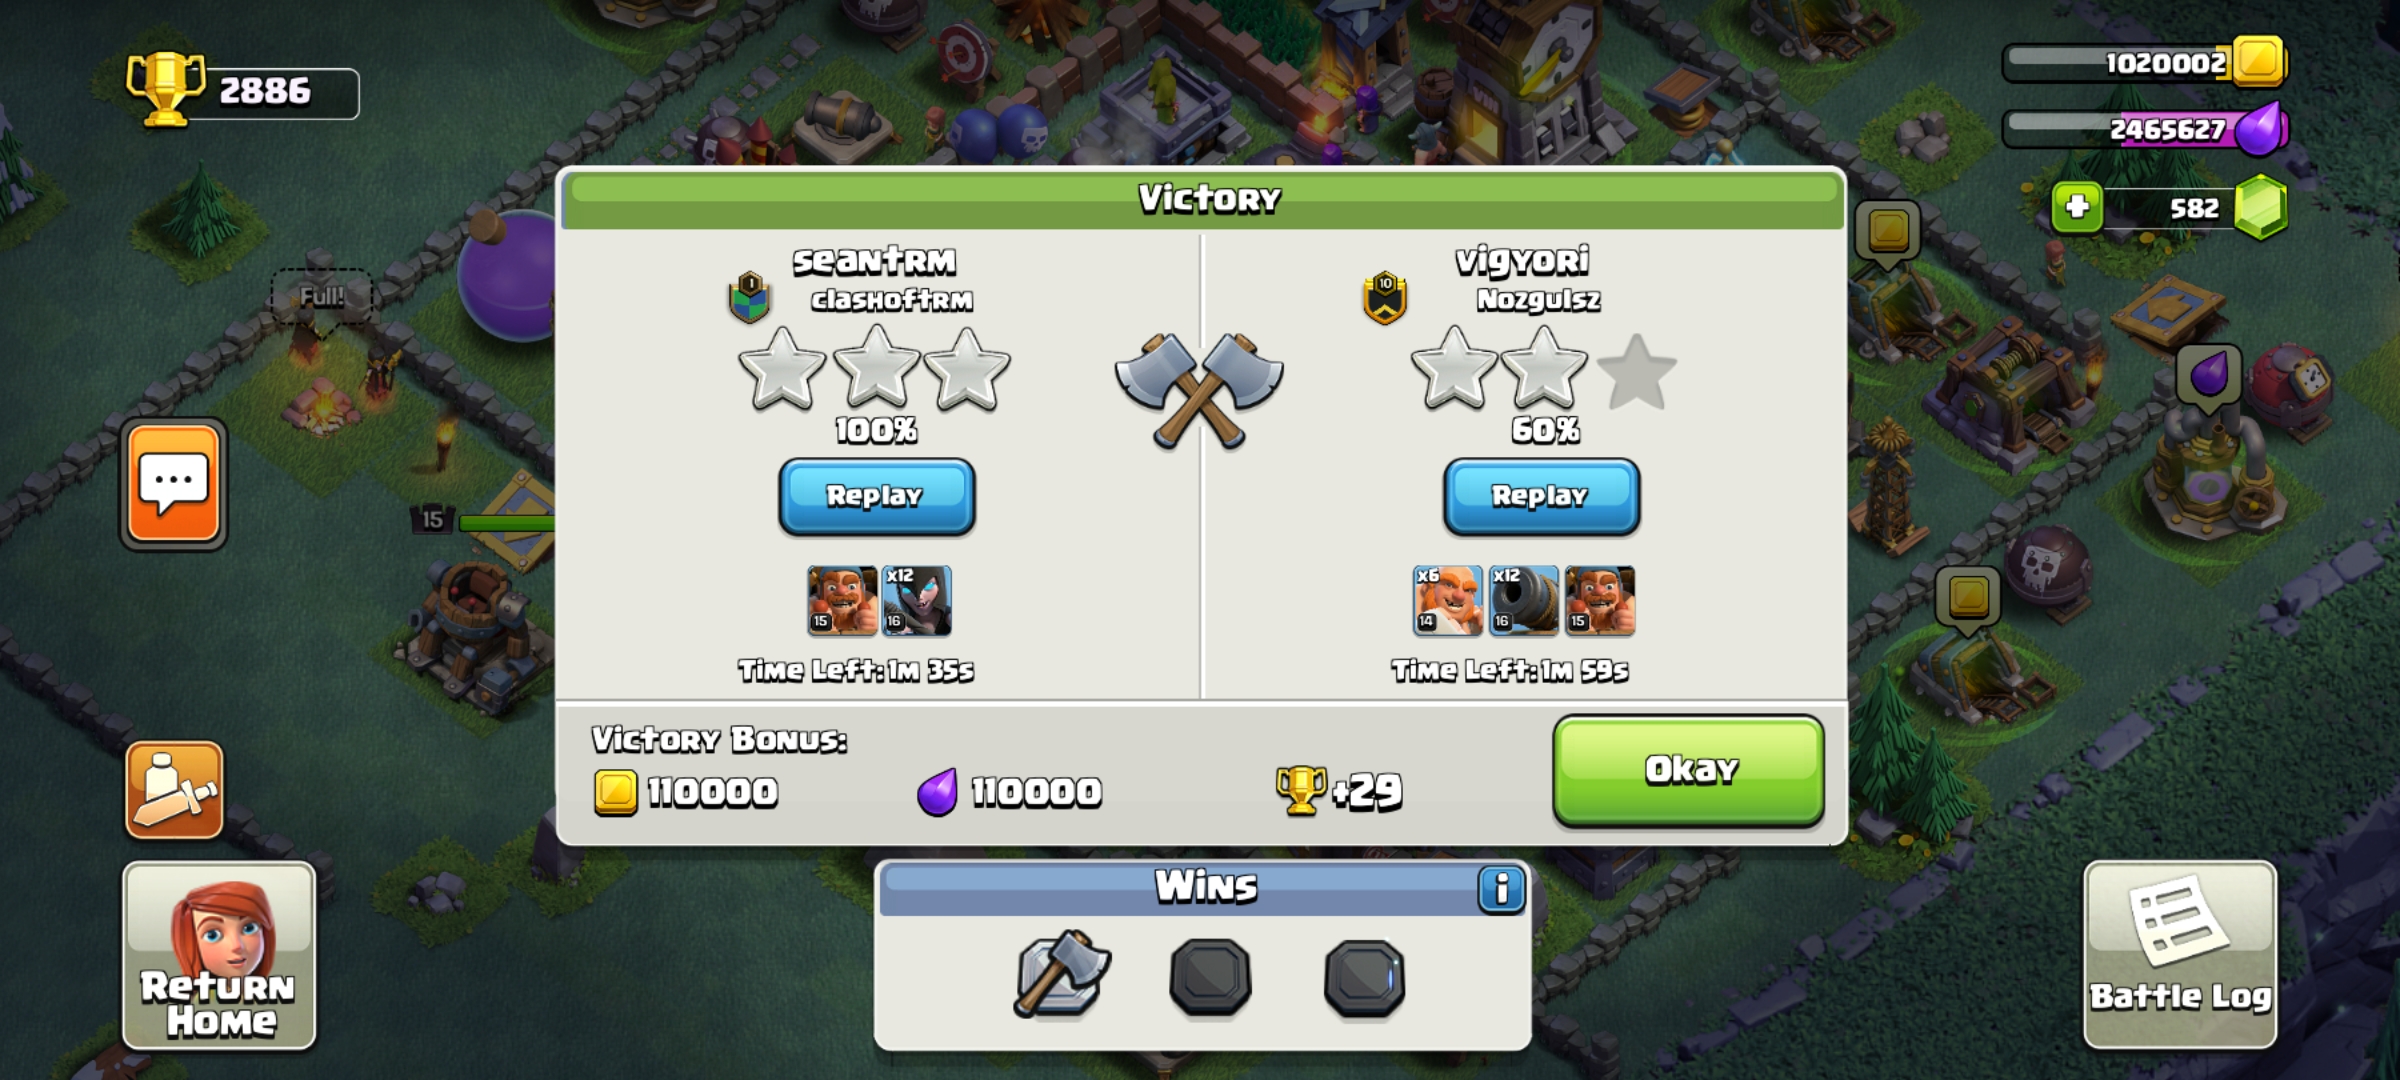 2886
1020002
2465627
582
Full!
15
Victory
seantrm
clashoftrm
1
100%
Replay
15
x12
16
Time Left: 1m 35s
vigyori
Nozgulsz
10
60%
Replay
x6
14
x12
16
15
Time Left: 1m 59s
Victory Bonus:
110000
110000
+29
Okay
Wins
i
Return
Home
Battle Log